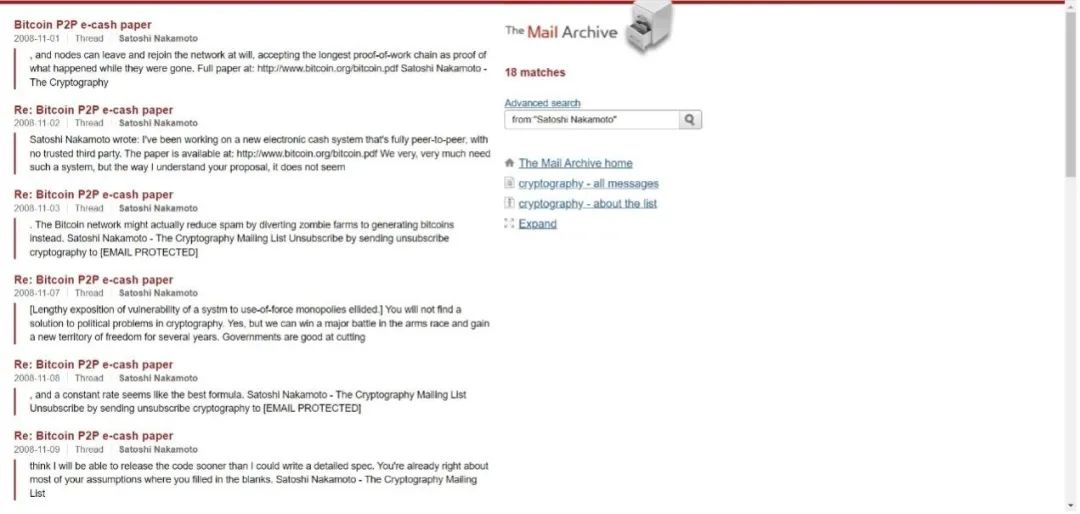 Bitcoin P2P e-cash paper
2008-11-01 Thread Satoshi Nakamoto
, and nodes can leave and rejoin the network at will, accepting the longest proof-of-work chain as proof of
what happened while they were gone. Full paper at: http://www.bitcoin.org/bitcoin.pdf Satoshi Nakamoto -
The Cryptography
Re: Bitcoin P2P e-cash paper
2008-11-02 Thread Satoshi Nakamoto
Satoshi Nakamoto wrote: I've been working on a new electronic cash system that's fully peer-to-peer, with
no trusted third party. The paper is available at: http://www.bitcoin.org/bitcoin.pdf We very, very much need
such a system, but the way I understand your proposal, it does not seem
Re: Bitcoin P2P e-cash paper
2008-11-03 Thread Satoshi Nakamoto
. The Bitcoin network might actually reduce spam by diverting zombie farms to generating bitcoins
instead. Satoshi Nakamoto - The Cryptography Mailing List Unsubscribe by sending unsubscribe
cryptography to [EMAIL PROTECTED]
Re: Bitcoin P2P e-cash paper
2008-11-07 Thread Satoshi Nakamoto
[Lengthy exposition of vulnerability of a systm to use-of-force monopolies ellided.] You will not find a
solution to political problems in cryptography. Yes, but we can win a major battle in the arms race and gain
a new territory of freedom for several years. Governments are good at cutting
Re: Bitcoin P2P e-cash paper
2008-11-08 Thread Satoshi Nakamoto
, and a constant rate seems like the best formula. Satoshi Nakamoto - The Cryptography Mailing List
Unsubscribe by sending unsubscribe cryptography to [EMAIL PROTECTED]
Re: Bitcoin P2P e-cash paper
2008-11-09 Thread Satoshi Nakamoto
think I will be able to release the code sooner than I could write a detailed spec. You're already right about
most of your assumptions where you filled in the blanks. Satoshi Nakamoto - The Cryptography Mailing
List
The Mail Archive
18 matches
Advanced search
from:"Satoshi Nakamoto"
The Mail Archive home
cryptography - all messages
cryptography - about the list
Expand